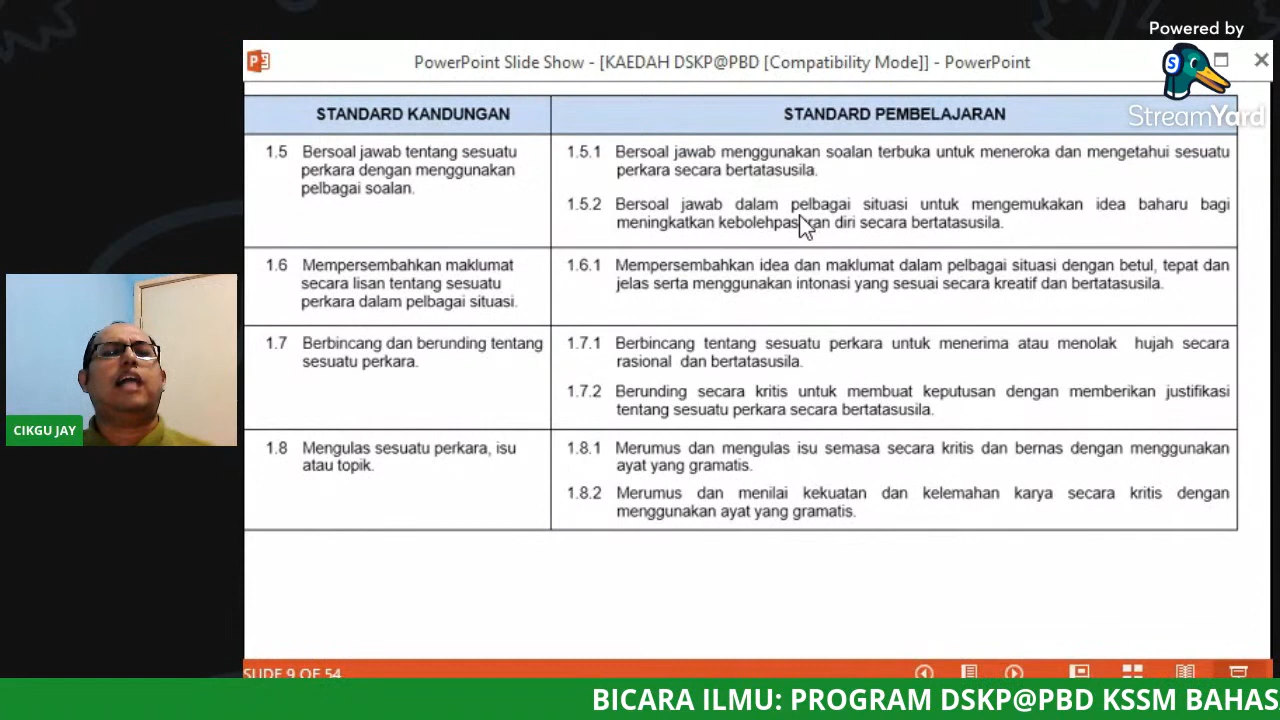 Powered by
StreamYard
PowerPoint Slide Show - [KAEDAH DSKP@PBD [Compatibility Mode]] - PowerPoint
STANDARD KANDUNGAN
STANDARD PEMBELAJARAN
1.5 Bersoal jawab tentang sesuatu
perkara dengan menggunakan
pelbagai soalan.
1.5.1 Bersoal jawab menggunakan soalan terbuka untuk meneroka dan mengetahui sesuatu
perkara secara bertatasusila.
1.5.2 Bersoal jawab dalam pelbagai situasi untuk mengemukakan idea baharu bagi
meningkatkan diri secara bertatasusila.
1.6 Mempersembahkan maklumat
secara lisan tentang sesuatu
perkara dalam pelbagai situasi.
1.6.1 Mempersembahkan idea dan maklumat dalam pelbagai situasi dengan betul, tepat dan
jelas serta menggunakan intonasi yang sesuai secara kreatif dan bertatasusila.
1.7 Berbincang dan berunding tentang
sesuatu perkara.
1.7.1 Berbincang tentang sesuatu perkara untuk menerima atau menolak hujah secara
rasional dan bertatasusila.
1.7.2 Berunding secara kritis untuk membuat keputusan dengan memberikan justifikasi
tentang sesuatu perkara secara bertatasusila.
1.8 Mengulas sesuatu perkara, isu
atau topik.
1.8.1 Merumus dan mengulas isu semasa secara kritis dan bernas dengan menggunakan
ayat yang gramatis.
1.8.2 Merumus dan menilai kekuatan dan kelemahan karya secara kritis dengan
menggunakan ayat yang gramatis.
CIKGU JAY
SLIDE 9 OF 54
BICARA ILMU: PROGRAM DSKP@PBD KSSM BAHAS